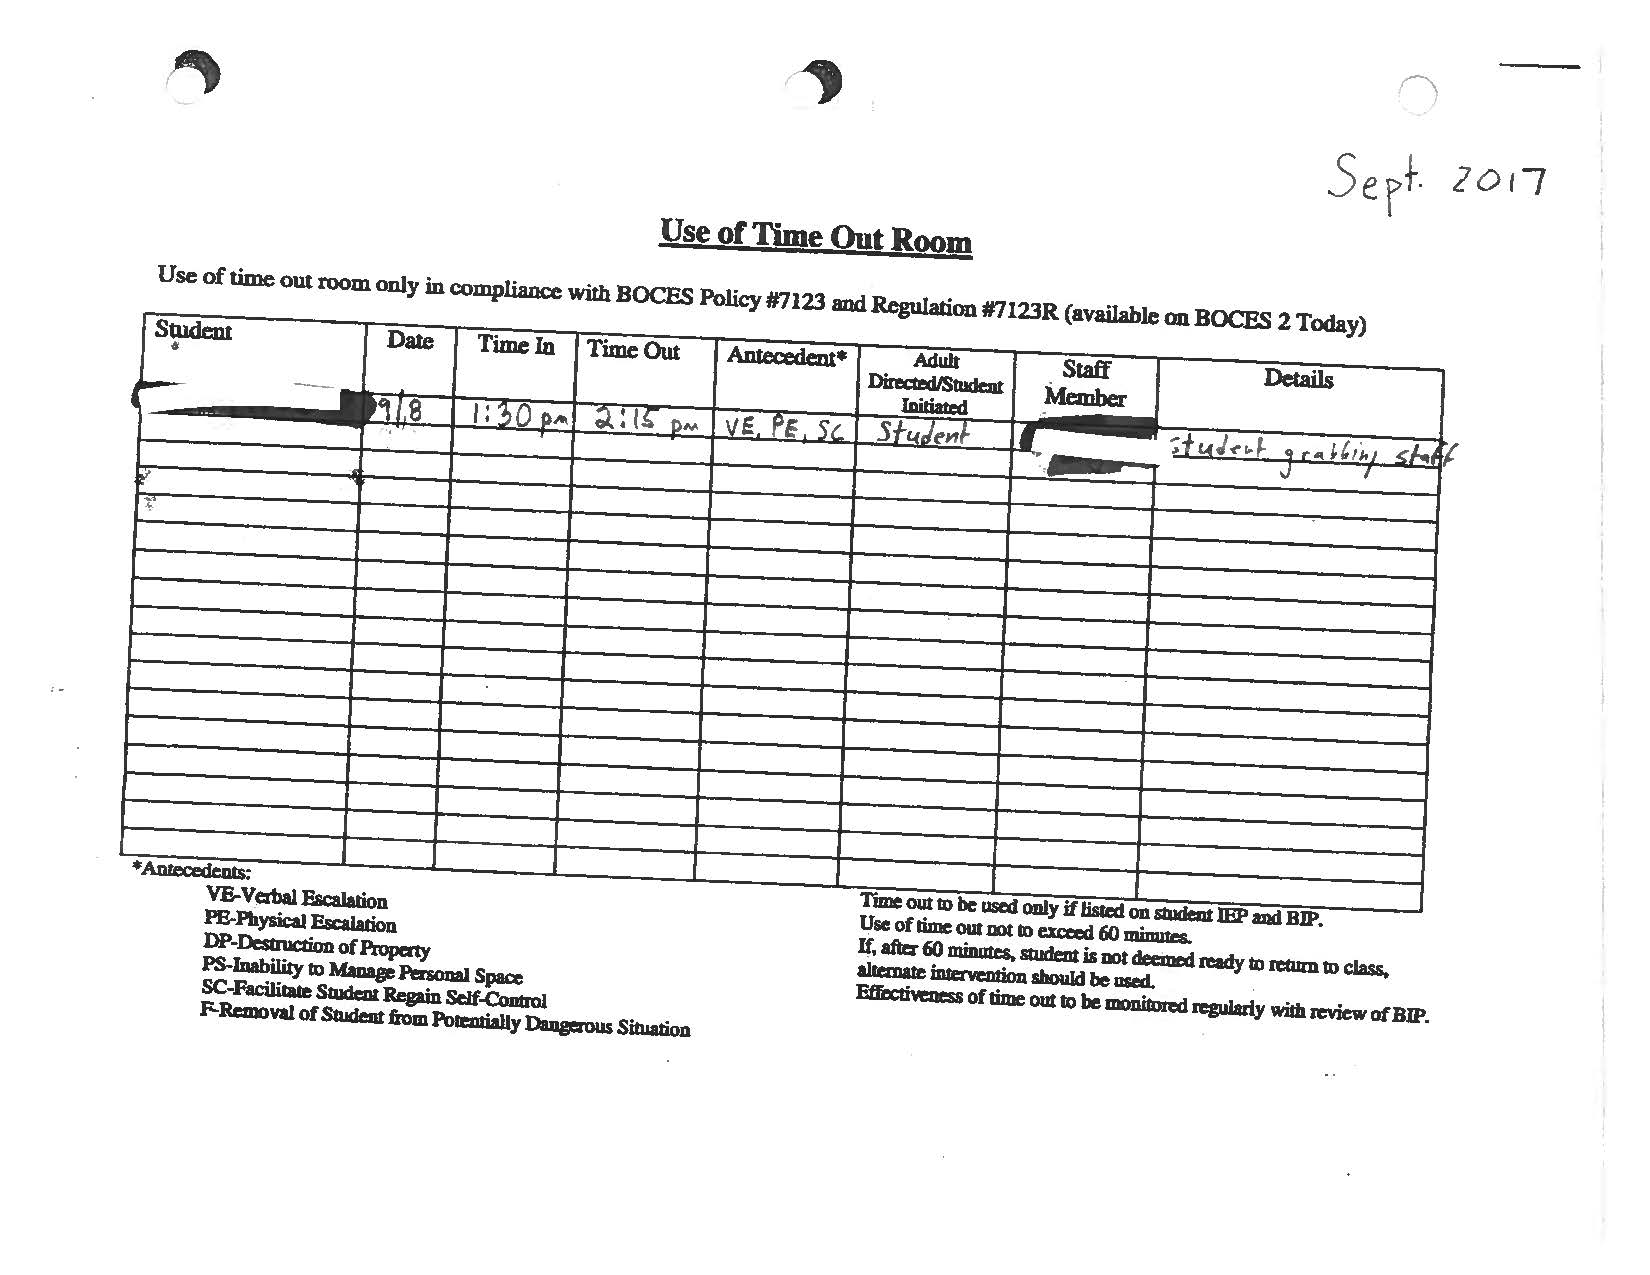 Sept. 2017
Use of Time Out Room
Use of time out room only in compliance with BOCES Policy #7123 and Regulation #7123R (available on BOCES 2 Today)
Student Date Time In Time Out Antecedent* Adult Directed/Student Initiated Staff Member Details
9/8 1:30 pm 2:15 pm VE, PE, SC Student student grabbing staff
*Antecedents:
VE-Verbal Escalation
PE-Physical Escalation
DP-Destruction of Property
PS-Inability to Manage Personal Space
SC-Facilitate Student Regain Self-Control
F-Removal of Student from Potentially Dangerous Situation
Time out to be used only if listed on student IEP and BIP.
Use of time out not to exceed 60 minutes.
If, after 60 minutes, student is not deemed ready to return to class,
alternate intervention should be used.
Effectiveness of time out to be monitored regularly with review of BIP.